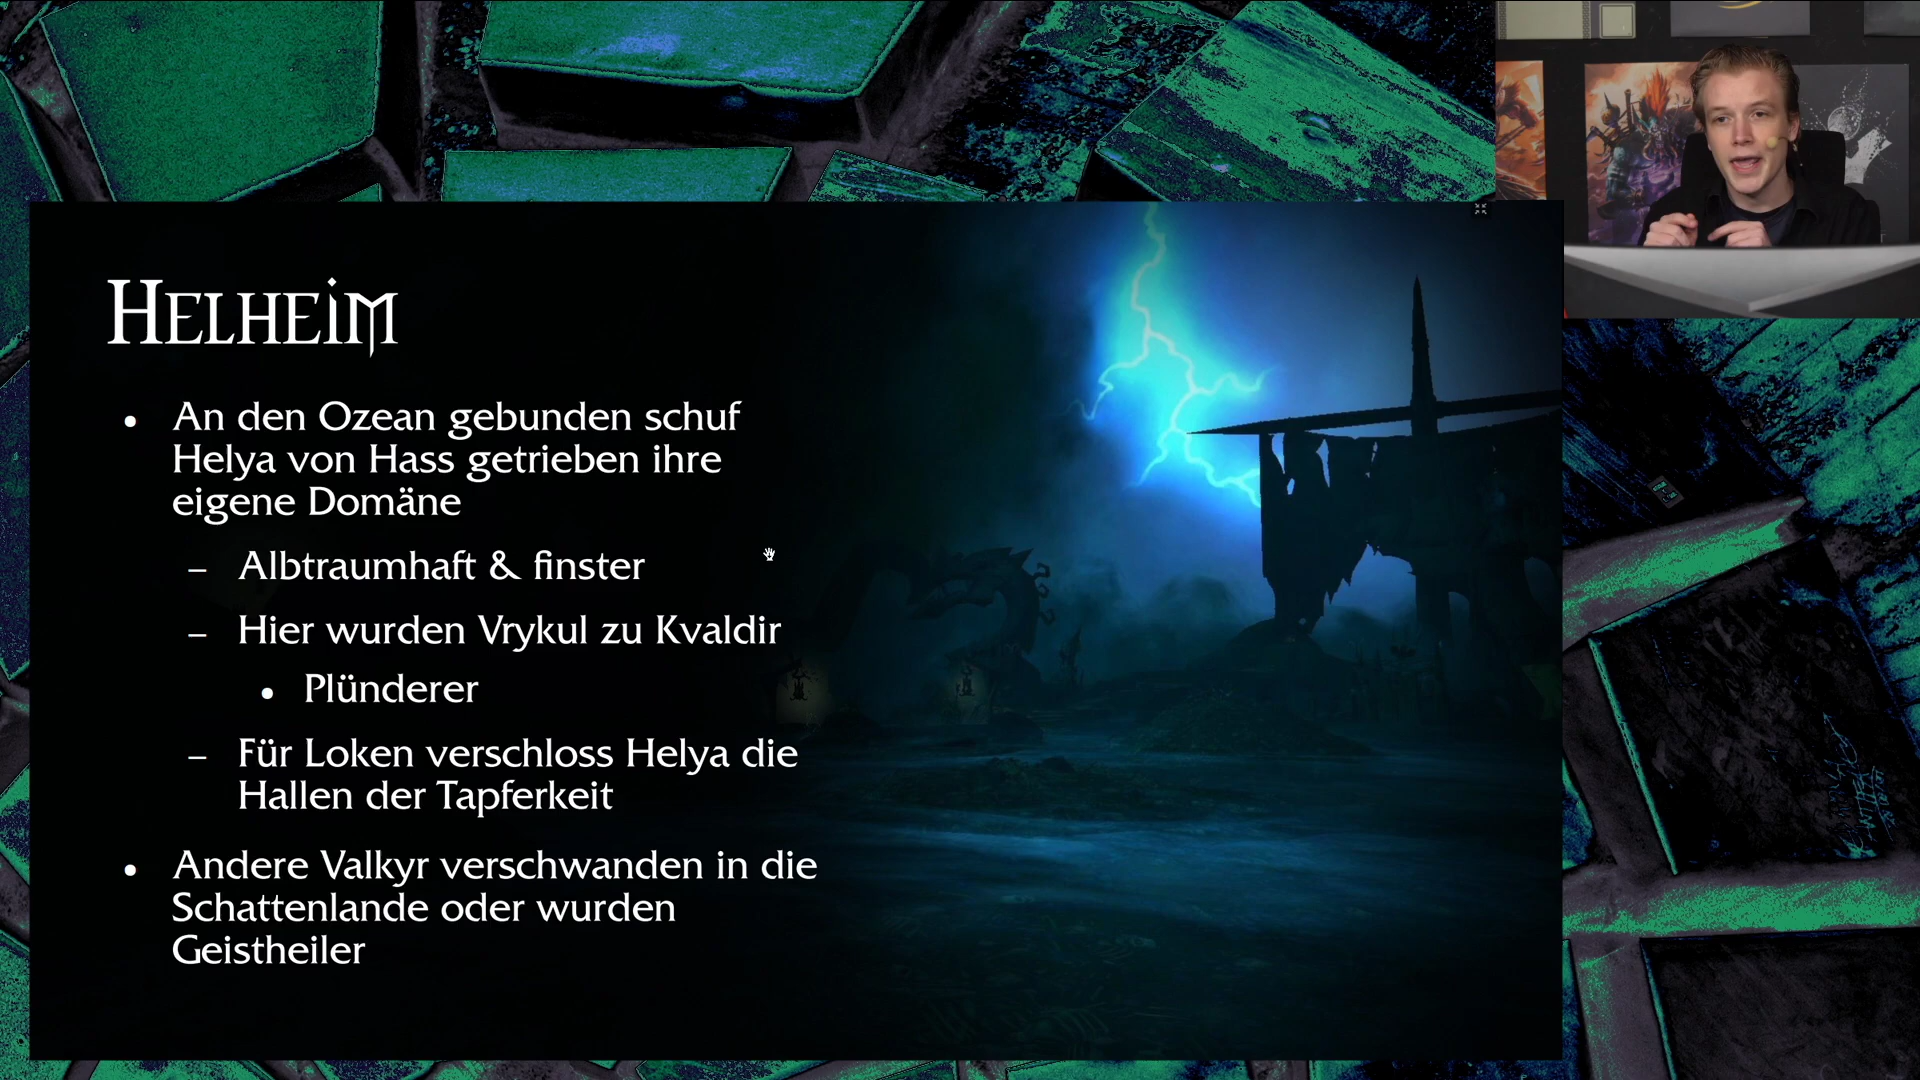 Helheim
• An den Ozean gebunden schuf
Helya von Hass getrieben ihre
eigene Domäne
– Albtraumhaft & finster
– Hier wurden Vrykul zu Kvaldir
• Plünderer
– Für Loken verschloss Helya die
Hallen der Tapferkeit
• Andere Valkyr verschwanden in die
Schattenlande oder wurden
Geistheiler